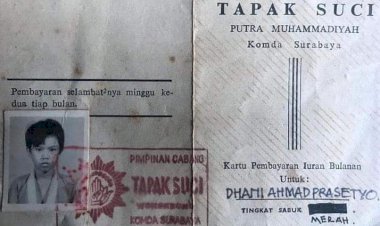 Pembayaran selambat²nya minggu ke-
dua tiap bulan.
PIMPINAN CABANG
TAPAK SUCI
WONOKROMO
KOMDA SURABAYA
TAPAK SUCI
PUTRA MUHAMMADIYAH
Komda Surabaya
Kartu Pembayaran Iuran Bulanan
Untuk:
DHANI AHMAD PRASETYO.
TINGKAT SABUK
MERAH.